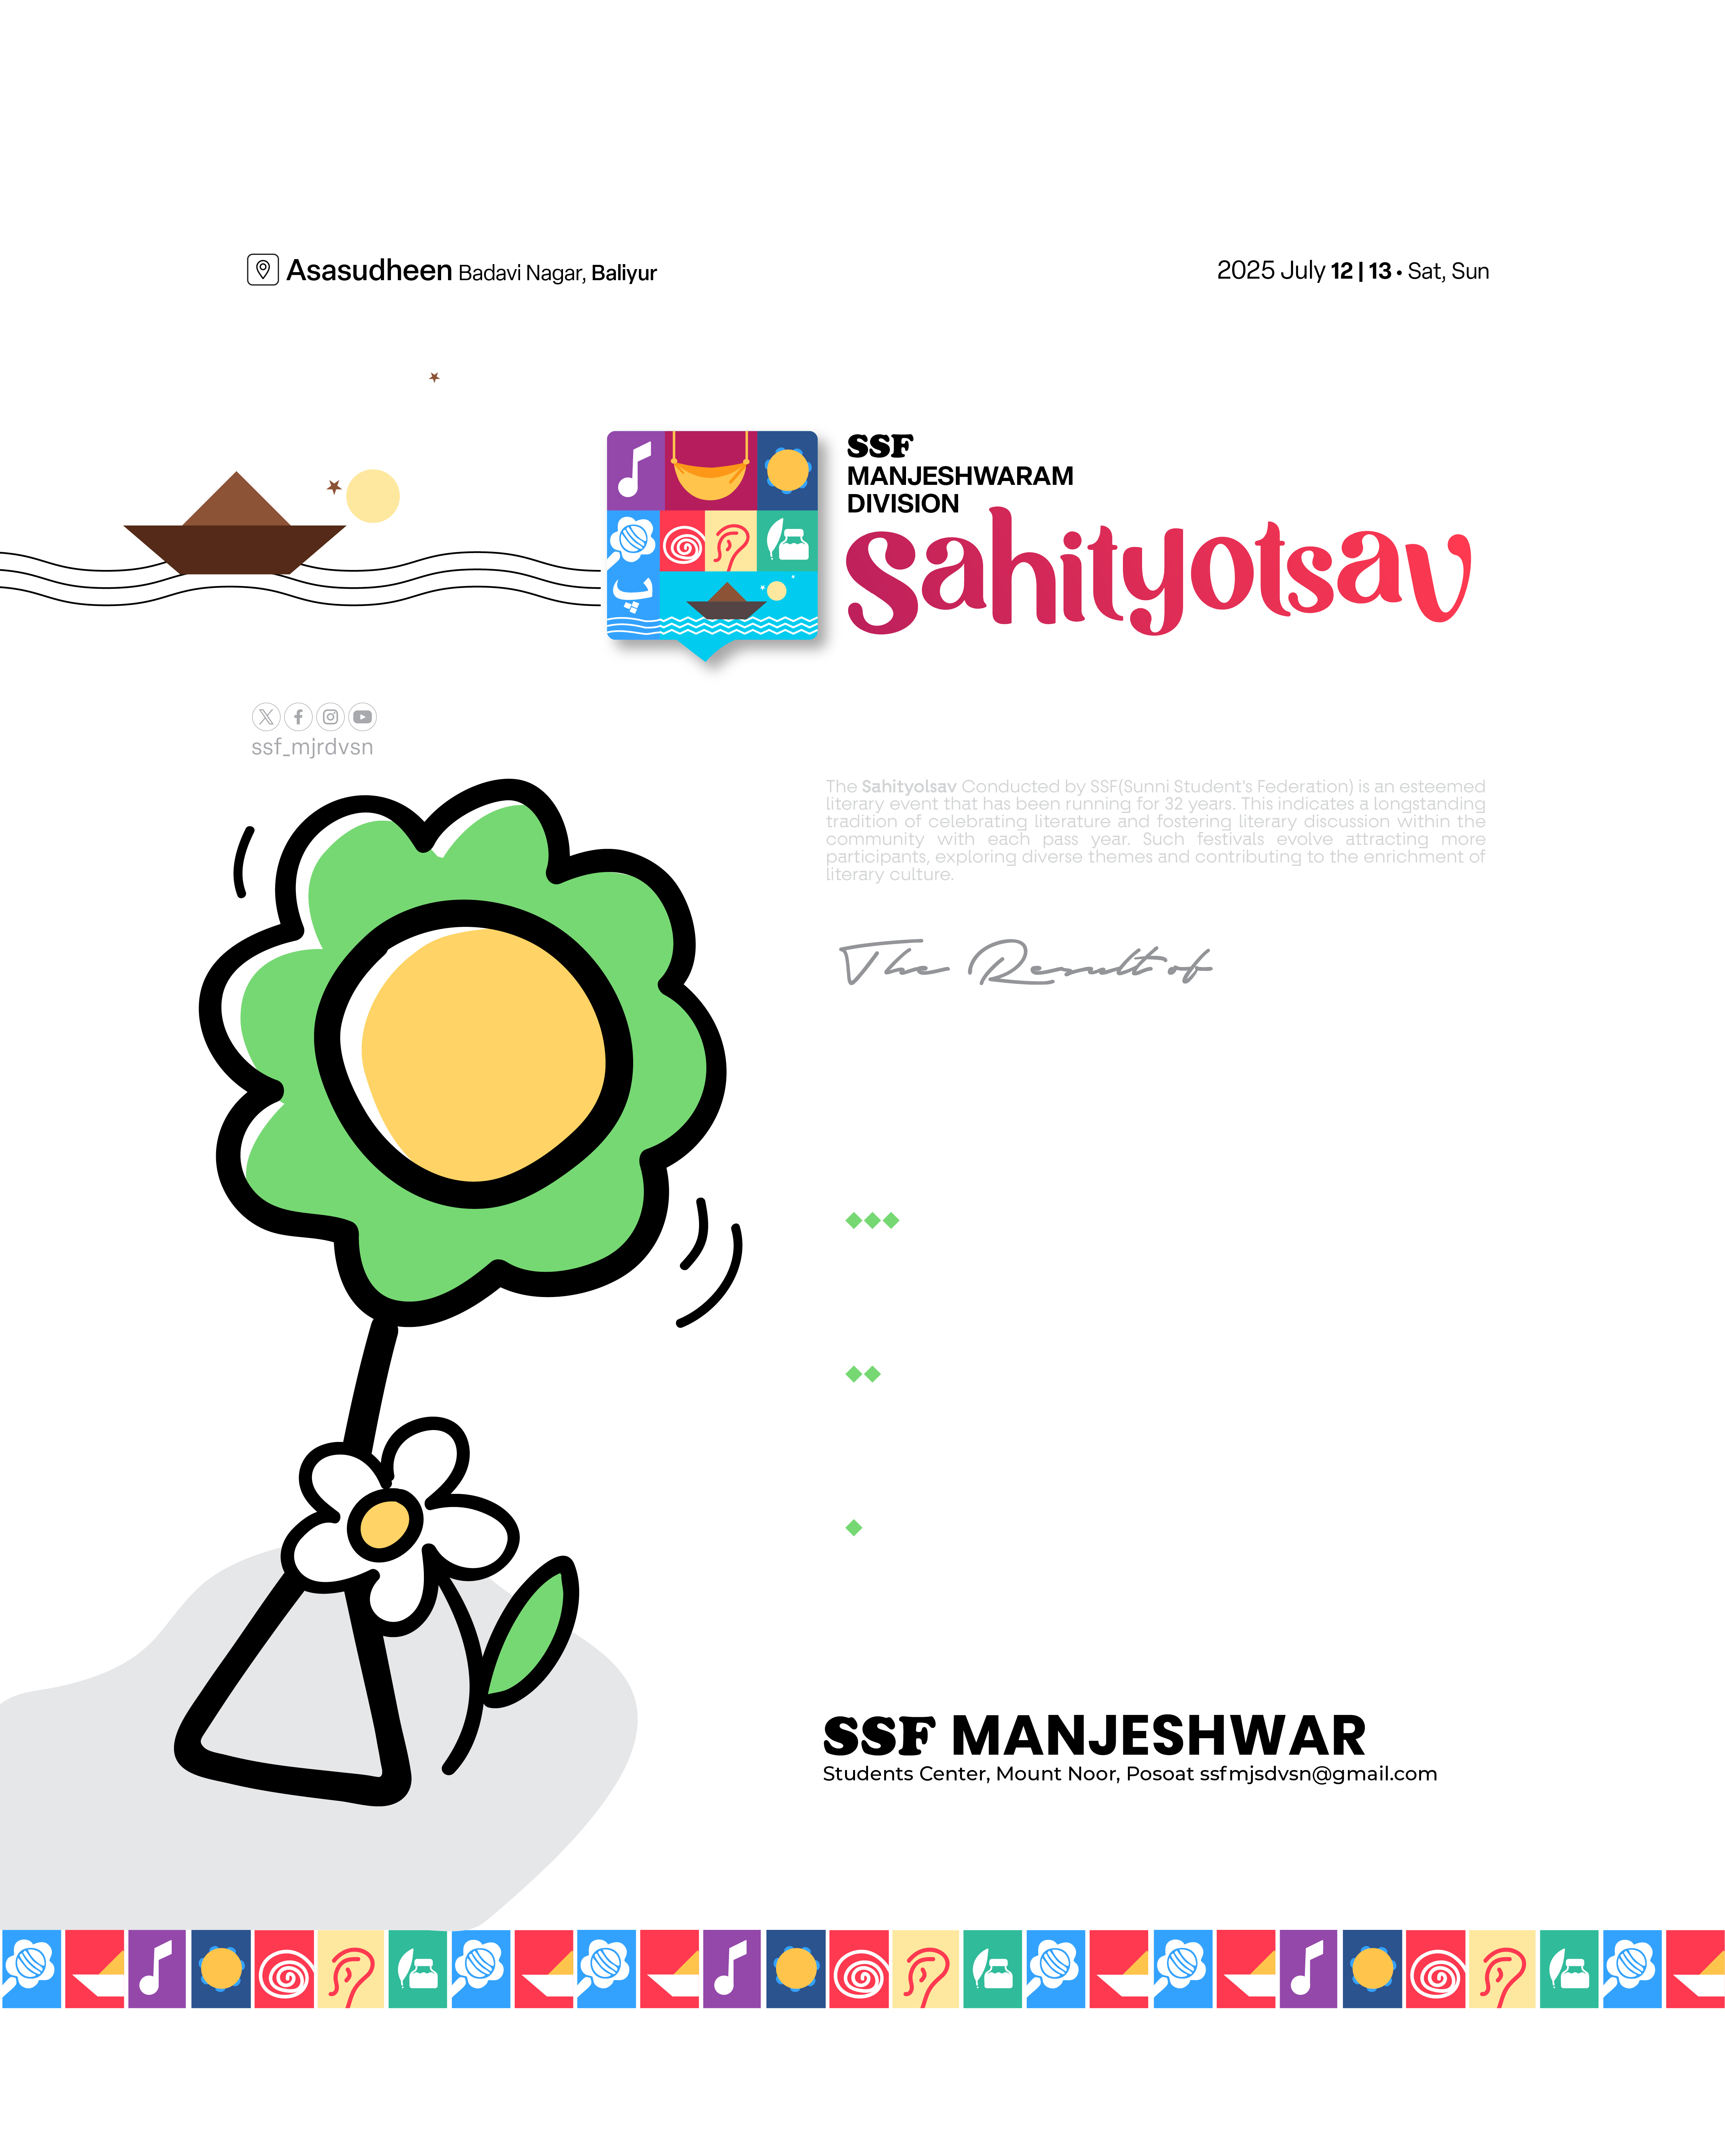 Asasudheen Badavi Nagar, Baliyur
2025 July 12 | 13 • Sat, Sun
SSF
MANJESHWARAM
DIVISION
Sahityotsav
پ
ssf_mjrdvsn
The Sahityolsav Conducted by SSF(Sunni Student's Federation) is an esteemed
literary event that has been running for 32 years. This indicates a longstanding
tradition of celebrating literature and fostering literary discussion within the
community with each pass year. Such festivals evolve attracting more
participants, exploring diverse themes and contributing to the enrichment of
literary culture.
The Result of
SSF MANJESHWAR
Students Center, Mount Noor, Posoat ssfmjsdvsn@gmail.com